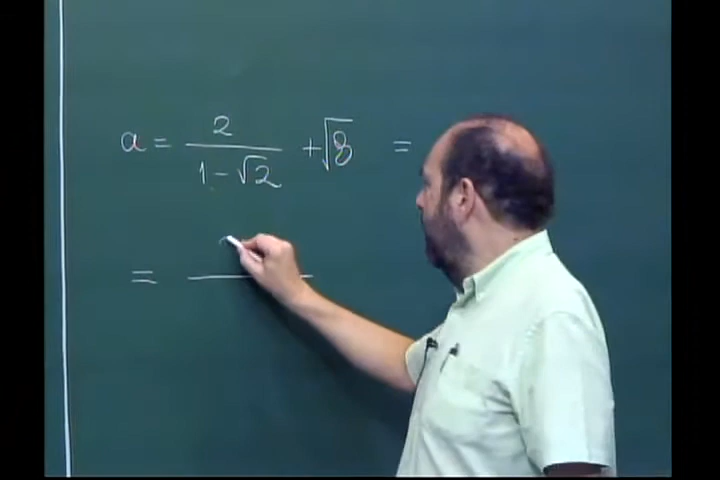 a = 2 / (1 - √2) + √8 =
=